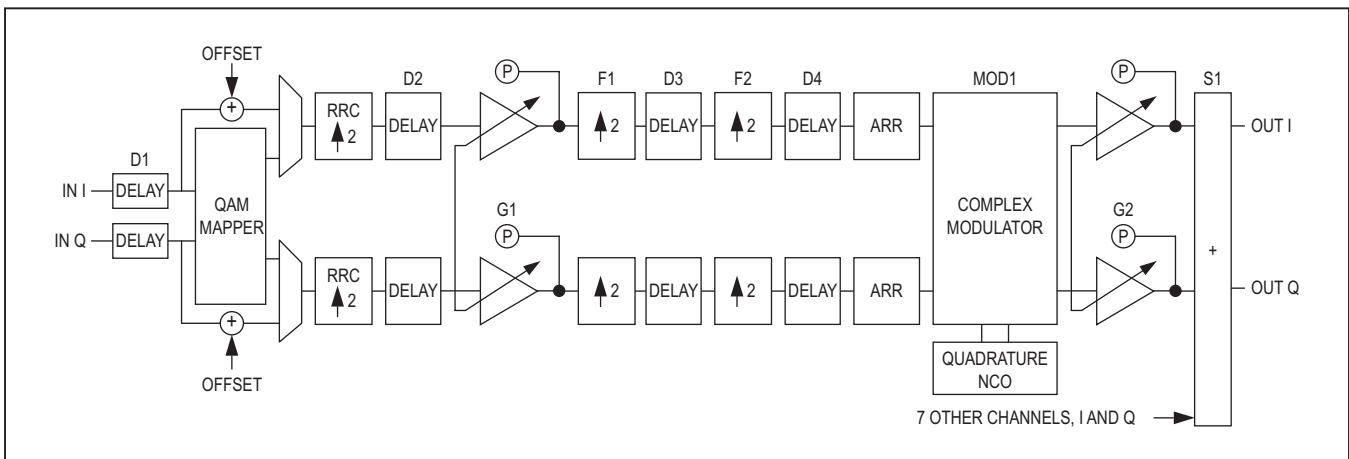 OFFSET
+
D1
IN I
DELAY
IN Q
DELAY
QAM
MAPPER
+
OFFSET
RRC
2
RRC
2
D2
DELAY
DELAY
P
G1
P
F1
2
2
D3
DELAY
DELAY
F2
2
2
D4
DELAY
DELAY
ARR
ARR
MOD1
COMPLEX
MODULATOR
QUADRATURE
NCO
P
G2
P
S1
+
OUT I
OUT Q
7 OTHER CHANNELS, I AND Q